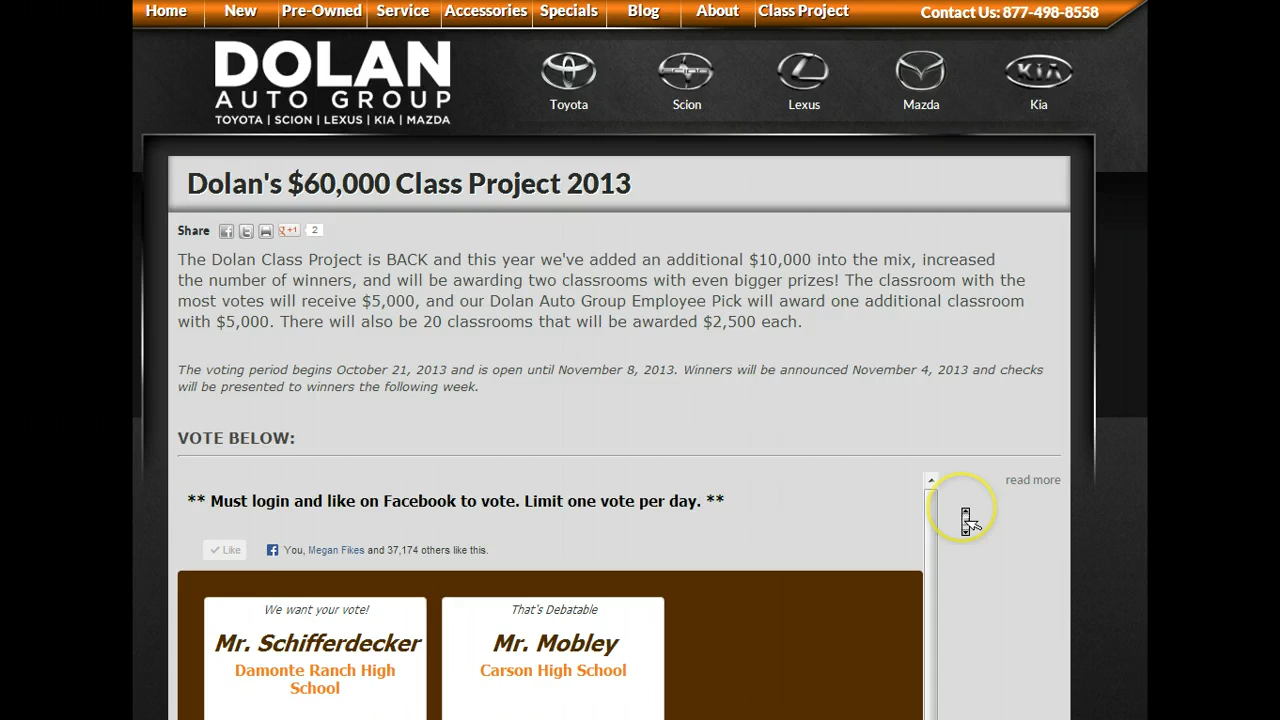 Home New Pre-Owned Service Accessories Specials Blog About Class Project Contact Us: 877-498-8558
DOLAN
AUTO GROUP
TOYOTA | SCION | LEXUS | KIA | MAZDA
Toyota Scion Lexus Mazda Kia
Dolan's $60,000 Class Project 2013
Share g+1 2
The Dolan Class Project is BACK and this year we've added an additional $10,000 into the mix, increased
the number of winners, and will be awarding two classrooms with even bigger prizes! The classroom with the
most votes will receive $5,000, and our Dolan Auto Group Employee Pick will award one additional classroom
with $5,000. There will also be 20 classrooms that will be awarded $2,500 each.
The voting period begins October 21, 2013 and is open until November 8, 2013. Winners will be announced November 4, 2013 and checks
will be presented to winners the following week.
VOTE BELOW:
read more
** Must login and like on Facebook to vote. Limit one vote per day. **
Like You, Megan Fikes and 37,174 others like this.
We want your vote!
Mr. Schifferdecker
Damonte Ranch High
School
That's Debatable
Mr. Mobley
Carson High School